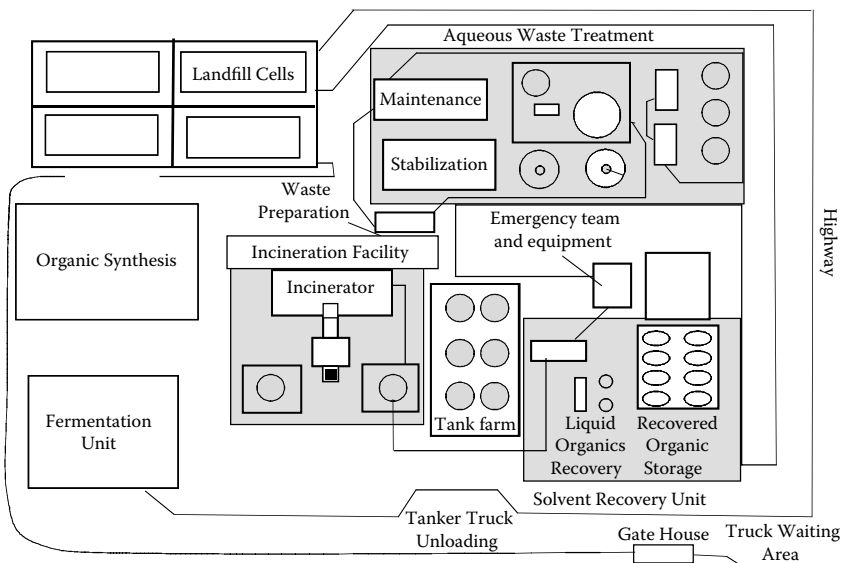 Aqueous Waste Treatment
Landfill Cells
Maintenance
Stabilization
Waste
Preparation
Emergency team
and equipment
Highway
Organic Synthesis
Incineration Facility
Incinerator
Fermentation
Unit
Tank farm
Liquid
Organics
Recovery
Recovered
Organic
Storage
Solvent Recovery Unit
Tanker Truck
Unloading
Gate House
Truck Waiting
Area